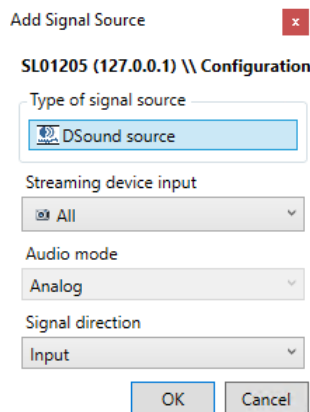 Add Signal Source
x
SL01205 (127.0.0.1) \\ Configuration
Type of signal source
DSound source
Streaming device input
All
Audio mode
Analog
Signal direction
Input
OK Cancel